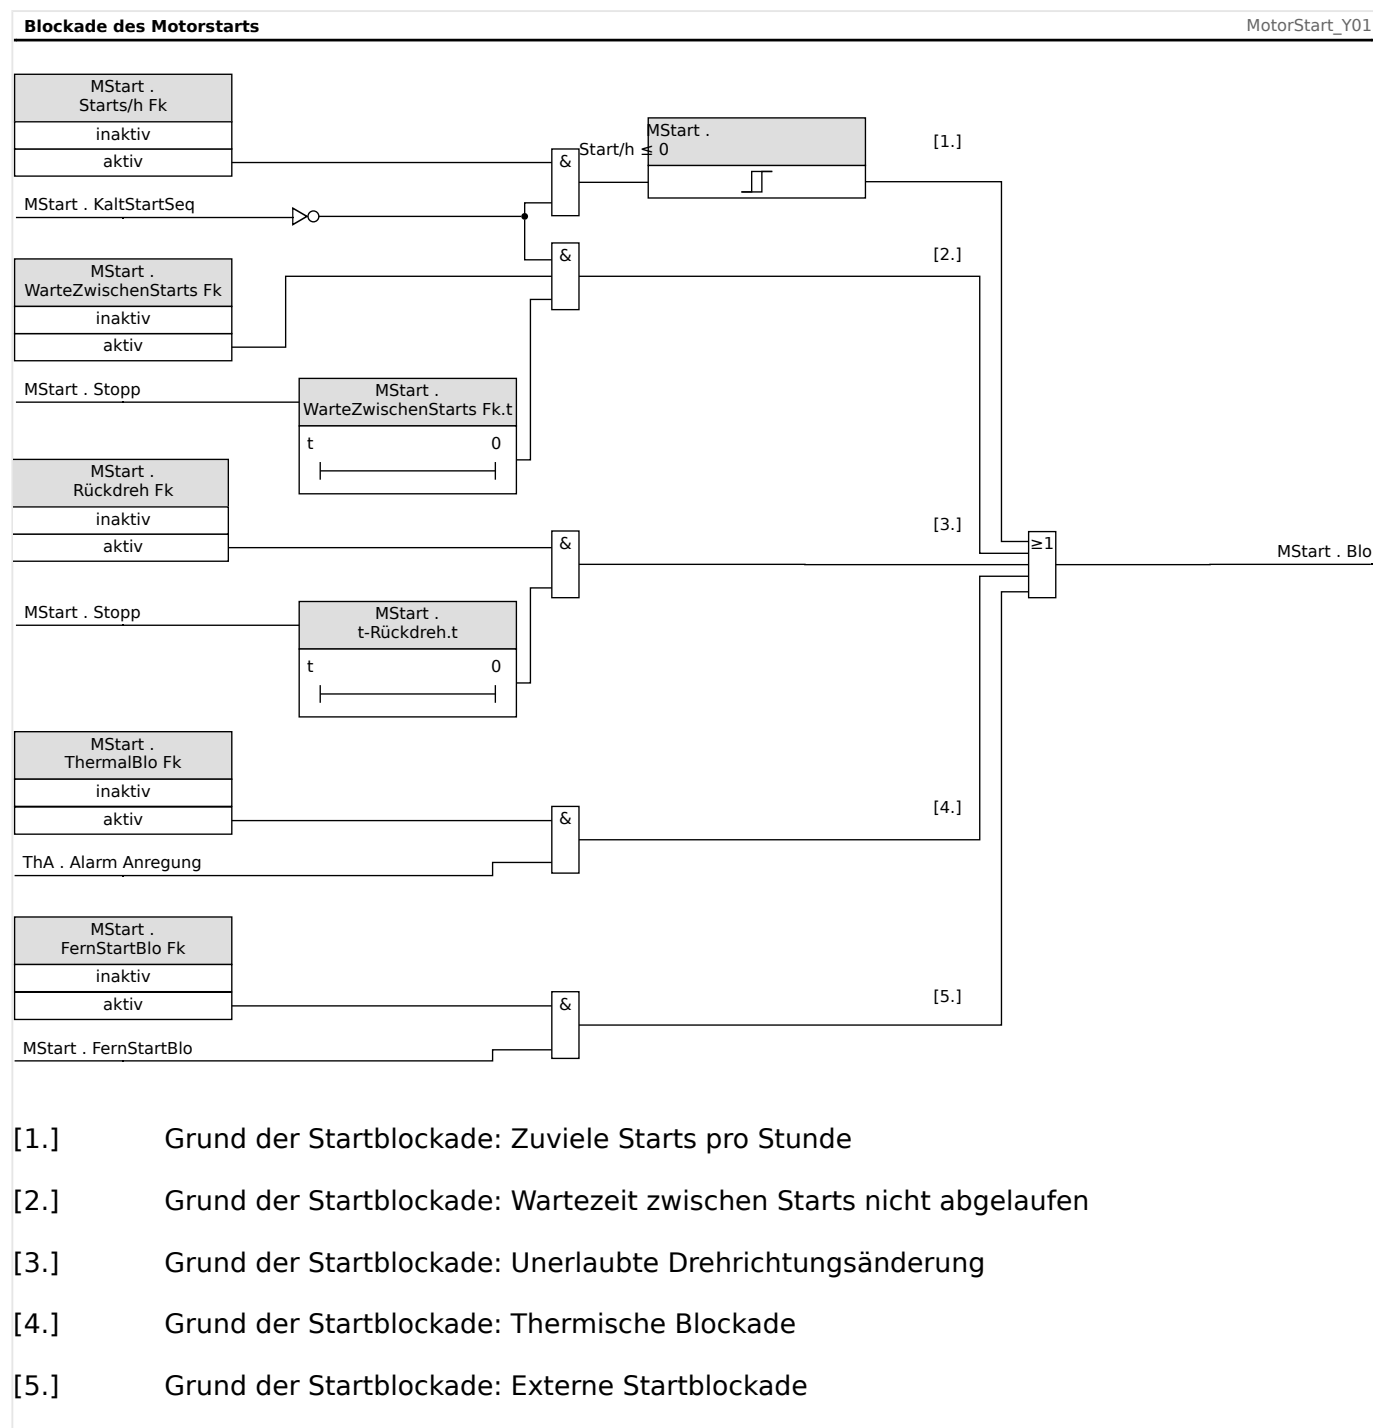 Blockade des Motorstarts
MotorStart_Y01
MStart .
Starts/h Fk
inaktiv
aktiv
MStart . KaltStartSeq
&
Start/h ≤ 0
MStart .
[1.]
MStart .
WarteZwischenStarts Fk
inaktiv
aktiv
&
[2.]
MStart . Stopp
MStart .
WarteZwischenStarts Fk.t
t 0
MStart .
Rückdreh Fk
inaktiv
aktiv
&
[3.]
≥1
MStart . Blo
MStart . Stopp
MStart .
t-Rückdreh.t
t 0
MStart .
ThermalBlo Fk
inaktiv
aktiv
&
[4.]
ThA . Alarm Anregung
MStart .
FernStartBlo Fk
inaktiv
aktiv
&
[5.]
MStart . FernStartBlo
[1.] Grund der Startblockade: Zuviele Starts pro Stunde
[2.] Grund der Startblockade: Wartezeit zwischen Starts nicht abgelaufen
[3.] Grund der Startblockade: Unerlaubte Drehrichtungsänderung
[4.] Grund der Startblockade: Thermische Blockade
[5.] Grund der Startblockade: Externe Startblockade